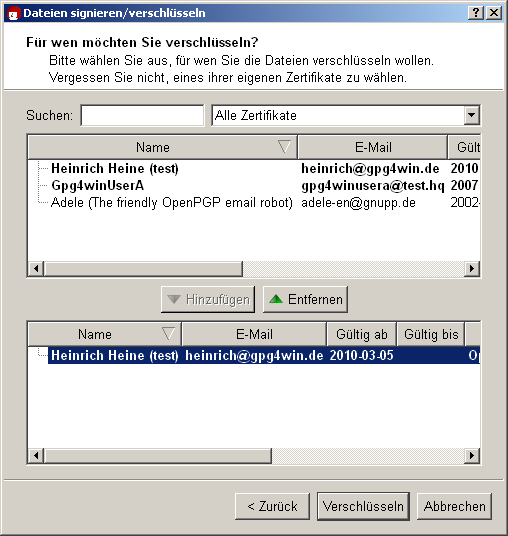 Dateien signieren/verschlüsseln
Für wen möchten Sie verschlüsseln?
Bitte wählen Sie aus, für wen Sie die Dateien verschlüsseln wollen.
Vergessen Sie nicht, eines ihrer eigenen Zertifikate zu wählen.
Suchen: Alle Zertifikate
Name E-Mail Gült
Heinrich Heine (test) heinrich@gpg4win.de 2010
Gpg4winUserA gpg4winusera@test.hq 2007
Adele (The friendly OpenPGP email robot) adele-en@gnupp.de 2002-
Hinzufügen Entfernen
Name E-Mail Gültig ab Gültig bis
Heinrich Heine (test) heinrich@gpg4win.de 2010-03-05 Op
< Zurück Verschlüsseln Abbrechen